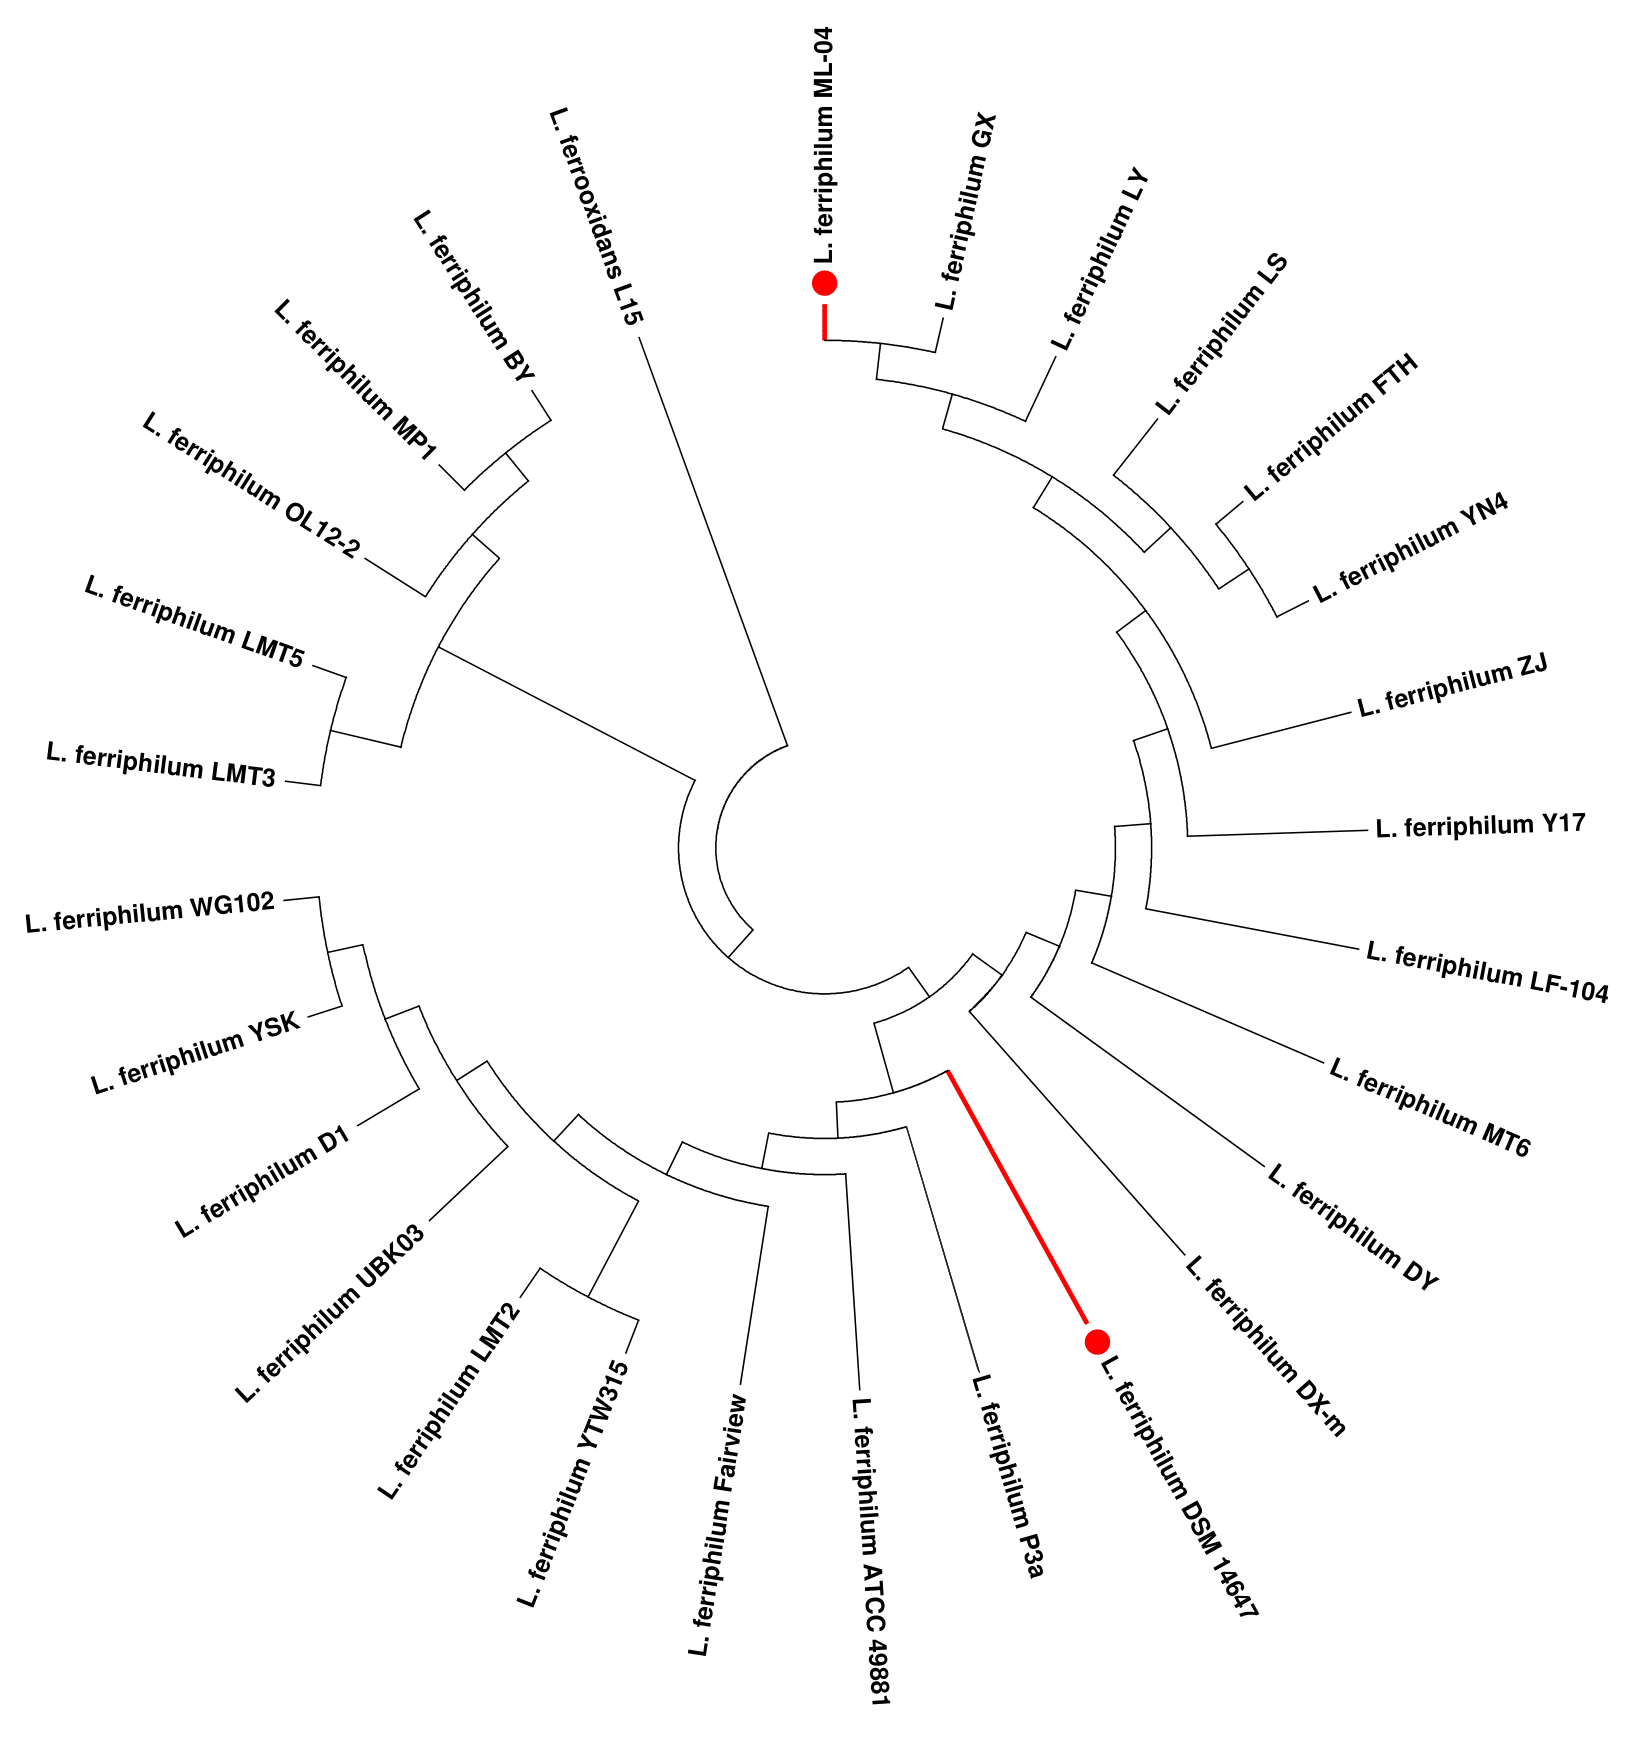 L. ferriphilum ML-04
L. ferriphilum GX
L. ferriphilum LY
L. ferriphilum LS
L. ferriphilum FTH
L. ferriphilum YN4
L. ferriphilum ZJ
L. ferriphilum Y17
L. ferriphilum LF-104
L. ferriphilum MT6
L. ferriphilum DY
L. ferriphilum DX-m
L. ferriphilum DSM 14647
L. ferriphilum P3a
L. ferriphilum ATCC 49881
L. ferriphilum Fairview
L. ferriphilum YTW315
L. ferriphilum LMT2
L. ferriphilum UBK03
L. ferriphilum D1
L. ferriphilum YSK
L. ferriphilum WG102
L. ferriphilum LMT3
L. ferriphilum LMT5
L. ferriphilum OL12-2
L. ferriphilum MP1
L. ferriphilum BY
L. ferrooxidans L15